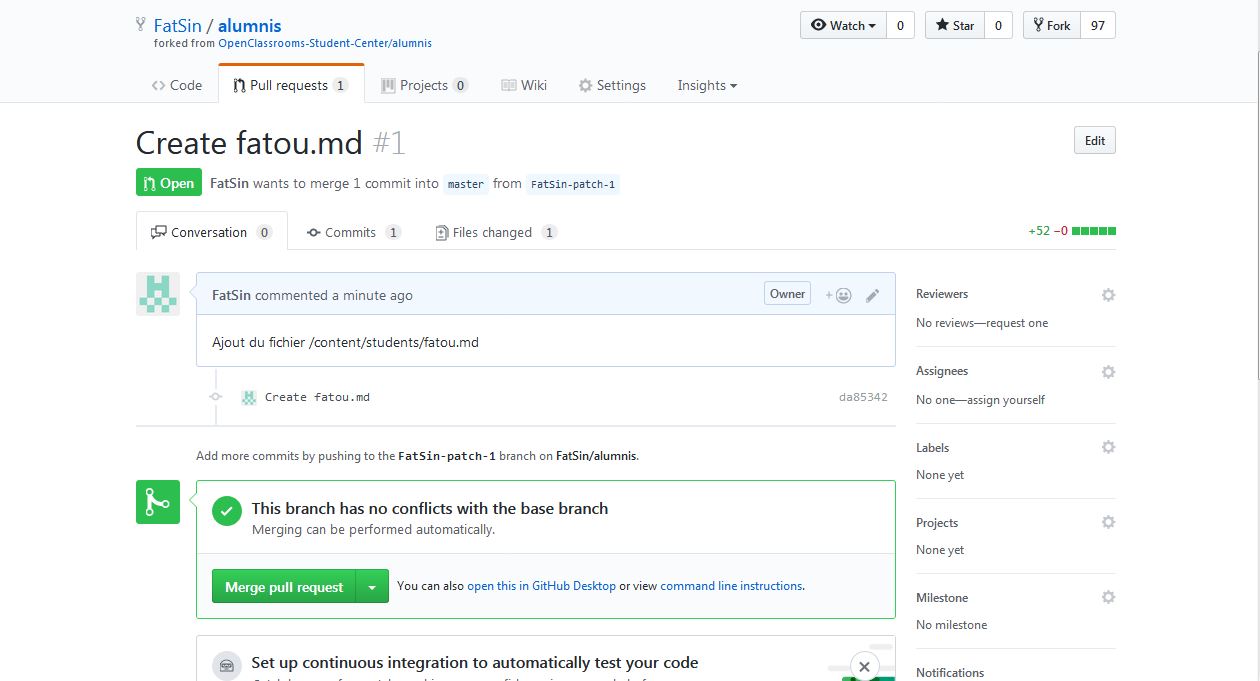 FatSin / alumnis
Watch 0 Star 0 Fork 97
forked from OpenClassrooms-Student-Center/alumnis
Code Pull requests 1 Projects 0 Wiki Settings Insights
Create fatou.md #1
Edit
Open FatSin wants to merge 1 commit into master from FatSin-patch-1
Conversation 0 Commits 1 Files changed 1 +52 −0
FatSin commented a minute ago Owner +
Ajout du fichier /content/students/fatou.md
Create fatou.md da85342
Add more commits by pushing to the FatSin-patch-1 branch on FatSin/alumnis.
This branch has no conflicts with the base branch
Merging can be performed automatically.
Merge pull request You can also open this in GitHub Desktop or view command line instructions.
Set up continuous integration to automatically test your code
Reviewers
No reviews—request one
Assignees
No one—assign yourself
Labels
None yet
Projects
None yet
Milestone
No milestone
Notifications